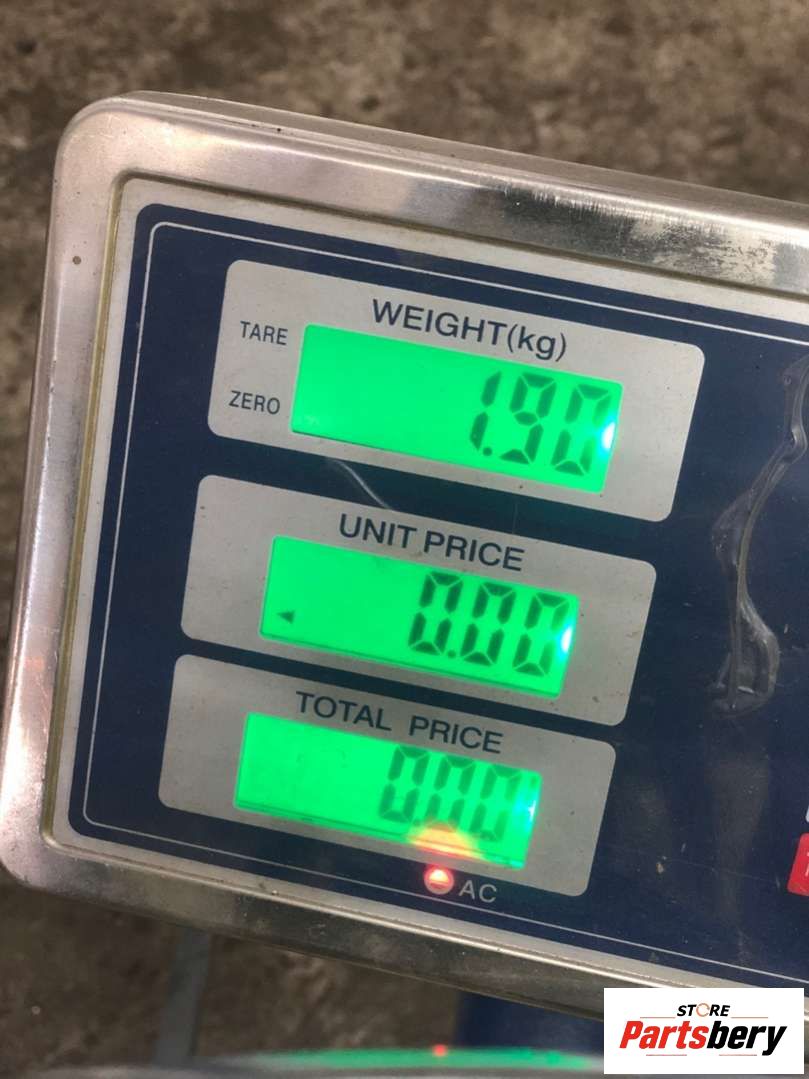 WEIGHT(kg)
TARE
ZERO
1.90
UNIT PRICE
0.00
TOTAL PRICE
0.00
AC
STORE
Partsbery